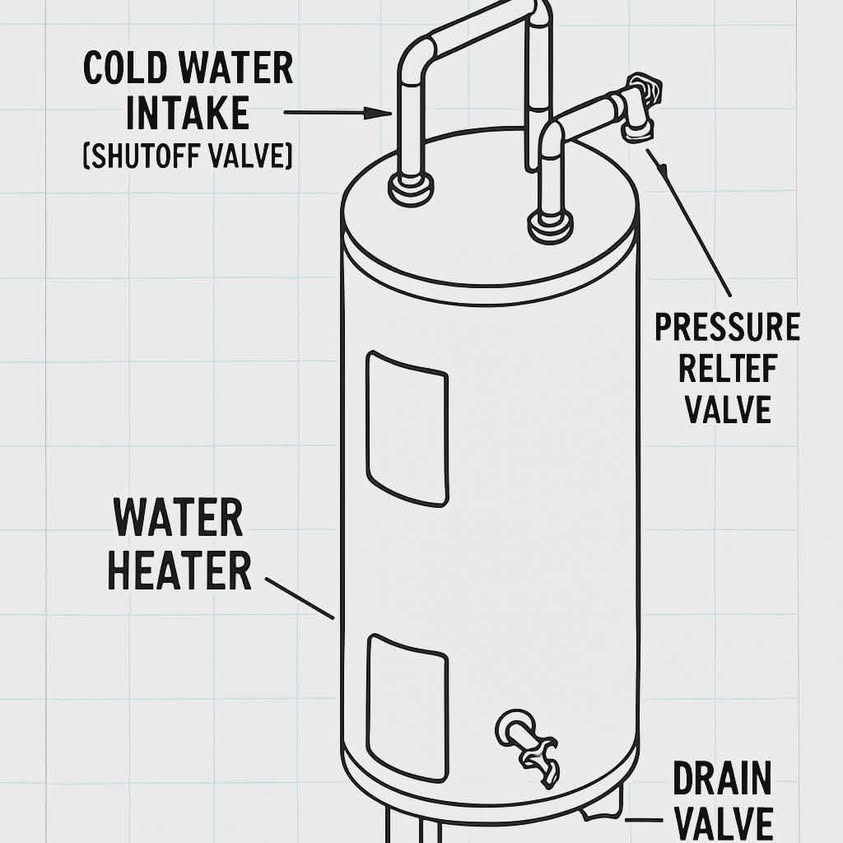 COLD WATER
INTAKE
(SHUTOFF VALVE)
PRESSURE
RELTEF
VALVE
WATER
HEATER
DRAIN
VALVE